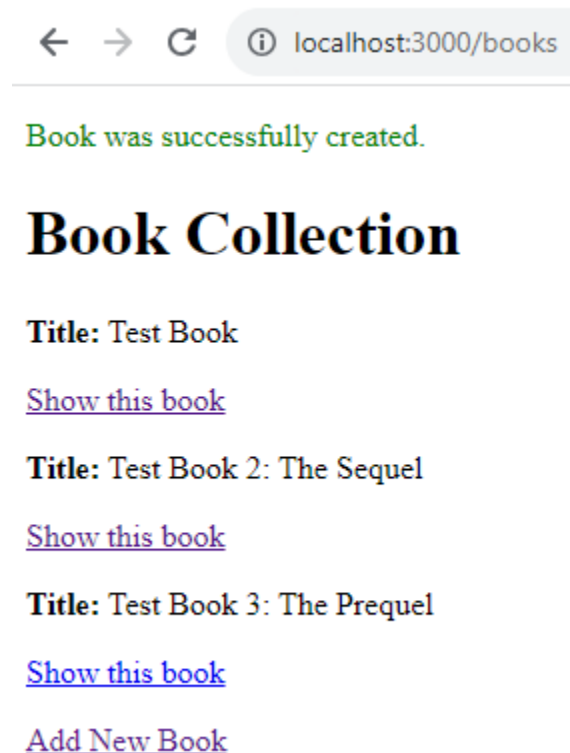 localhost:3000/books
Book was successfully created.
Book Collection
Title: Test Book
Show this book
Title: Test Book 2: The Sequel
Show this book
Title: Test Book 3: The Prequel
Show this book
Add New Book